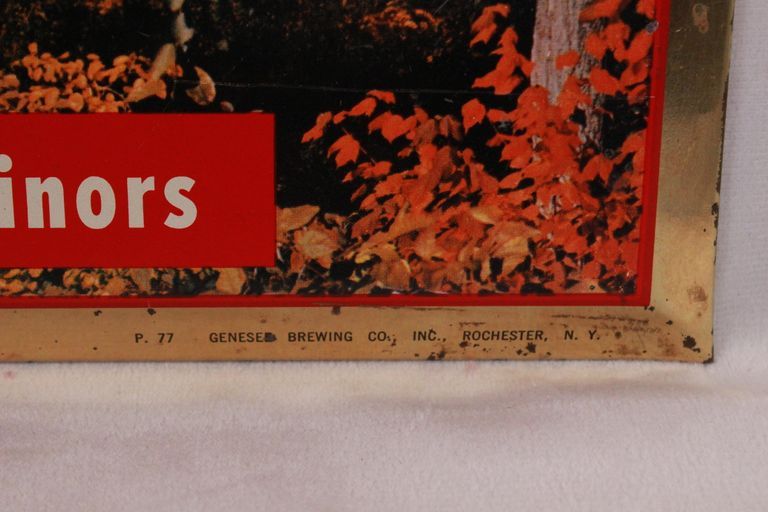 inors
P. 77 GENESEE BREWING CO., INC., ROCHESTER, N. Y.